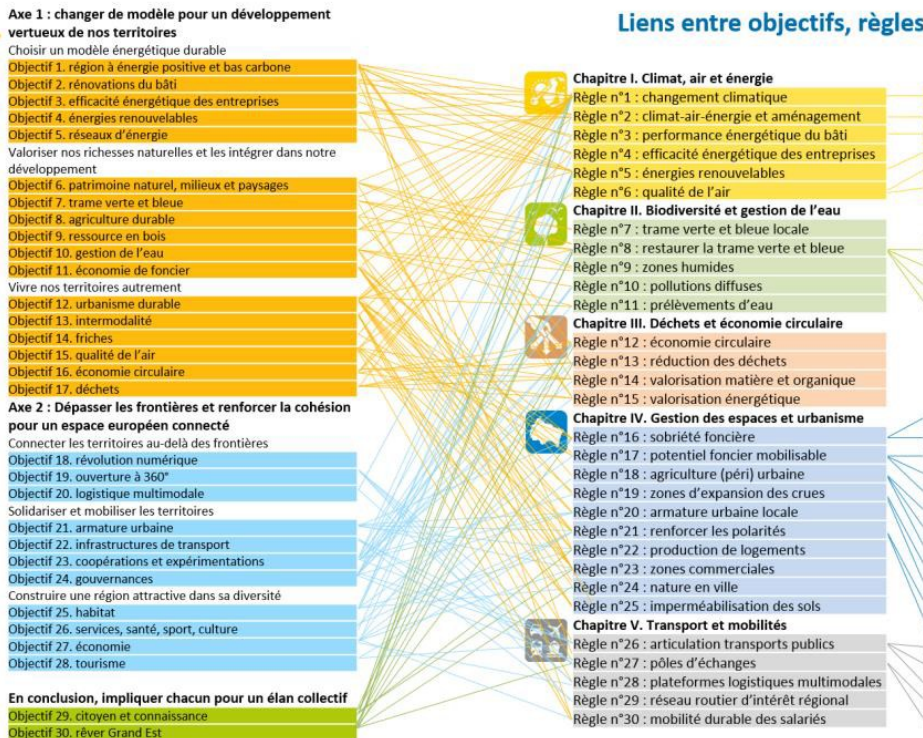 Liens entre objectifs, règles
Axe 1 : changer de modèle pour un développement
vertueux de nos territoires
Choisir un modèle énergétique durable
Objectif 1. région à énergie positive et bas carbone
Objectif 2. rénovations du bâti
Objectif 3. efficacité énergétique des entreprises
Objectif 4. énergies renouvelables
Objectif 5. réseaux d'énergie
Valoriser nos richesses naturelles et les intégrer dans notre
développement
Objectif 6. patrimoine naturel, milieux et paysages
Objectif 7. trame verte et bleue
Objectif 8. agriculture durable
Objectif 9. ressource en bois
Objectif 10. gestion de l'eau
Objectif 11. économie de foncier
Vivre nos territoires autrement
Objectif 12. urbanisme durable
Objectif 13. intermodalité
Objectif 14. friches
Objectif 15. qualité de l'air
Objectif 16. économie circulaire
Objectif 17. déchets
Axe 2 : Dépasser les frontières et renforcer la cohésion
pour un espace européen connecté
Connecter les territoires au-delà des frontières
Objectif 18. révolution numérique
Objectif 19. ouverture à 360°
Objectif 20. logistique multimodale
Solidariser et mobiliser les territoires
Objectif 21. armature urbaine
Objectif 22. infrastructures de transport
Objectif 23. coopérations et expérimentations
Objectif 24. gouvernances
Construire une région attractive dans sa diversité
Objectif 25. habitat
Objectif 26. services, santé, sport, culture
Objectif 27. économie
Objectif 28. tourisme
En conclusion, impliquer chacun pour un élan collectif
Objectif 29. citoyen et connaissance
Objectif 30. rêver Grand Est
Chapitre I. Climat, air et énergie
Règle n°1 : changement climatique
Règle n°2 : climat-air-énergie et aménagement
Règle n°3 : performance énergétique du bâti
Règle n°4 : efficacité énergétique des entreprises
Règle n°5 : énergies renouvelables
Règle n°6 : qualité de l'air
Chapitre II. Biodiversité et gestion de l'eau
Règle n°7 : trame verte et bleue locale
Règle n°8 : restaurer la trame verte et bleue
Règle n°9 : zones humides
Règle n°10 : pollutions diffuses
Règle n°11 : prélèvements d'eau
Chapitre III. Déchets et économie circulaire
Règle n°12 : économie circulaire
Règle n°13 : réduction des déchets
Règle n°14 : valorisation matière et organique
Règle n°15 : valorisation énergétique
Chapitre IV. Gestion des espaces et urbanisme
Règle n°16 : sobriété foncière
Règle n°17 : potentiel foncier mobilisable
Règle n°18 : agriculture (péri) urbaine
Règle n°19 : zones d'expansion des crues
Règle n°20 : armature urbaine locale
Règle n°21 : renforcer les polarités
Règle n°22 : production de logements
Règle n°23 : zones commerciales
Règle n°24 : nature en ville
Règle n°25 : imperméabilisation des sols
Chapitre V. Transport et mobilités
Règle n°26 : articulation transports publics
Règle n°27 : pôles d'échanges
Règle n°28 : plateformes logistiques multimodales
Règle n°29 : réseau routier d'intérêt régional
Règle n°30 : mobilité durable des salariés